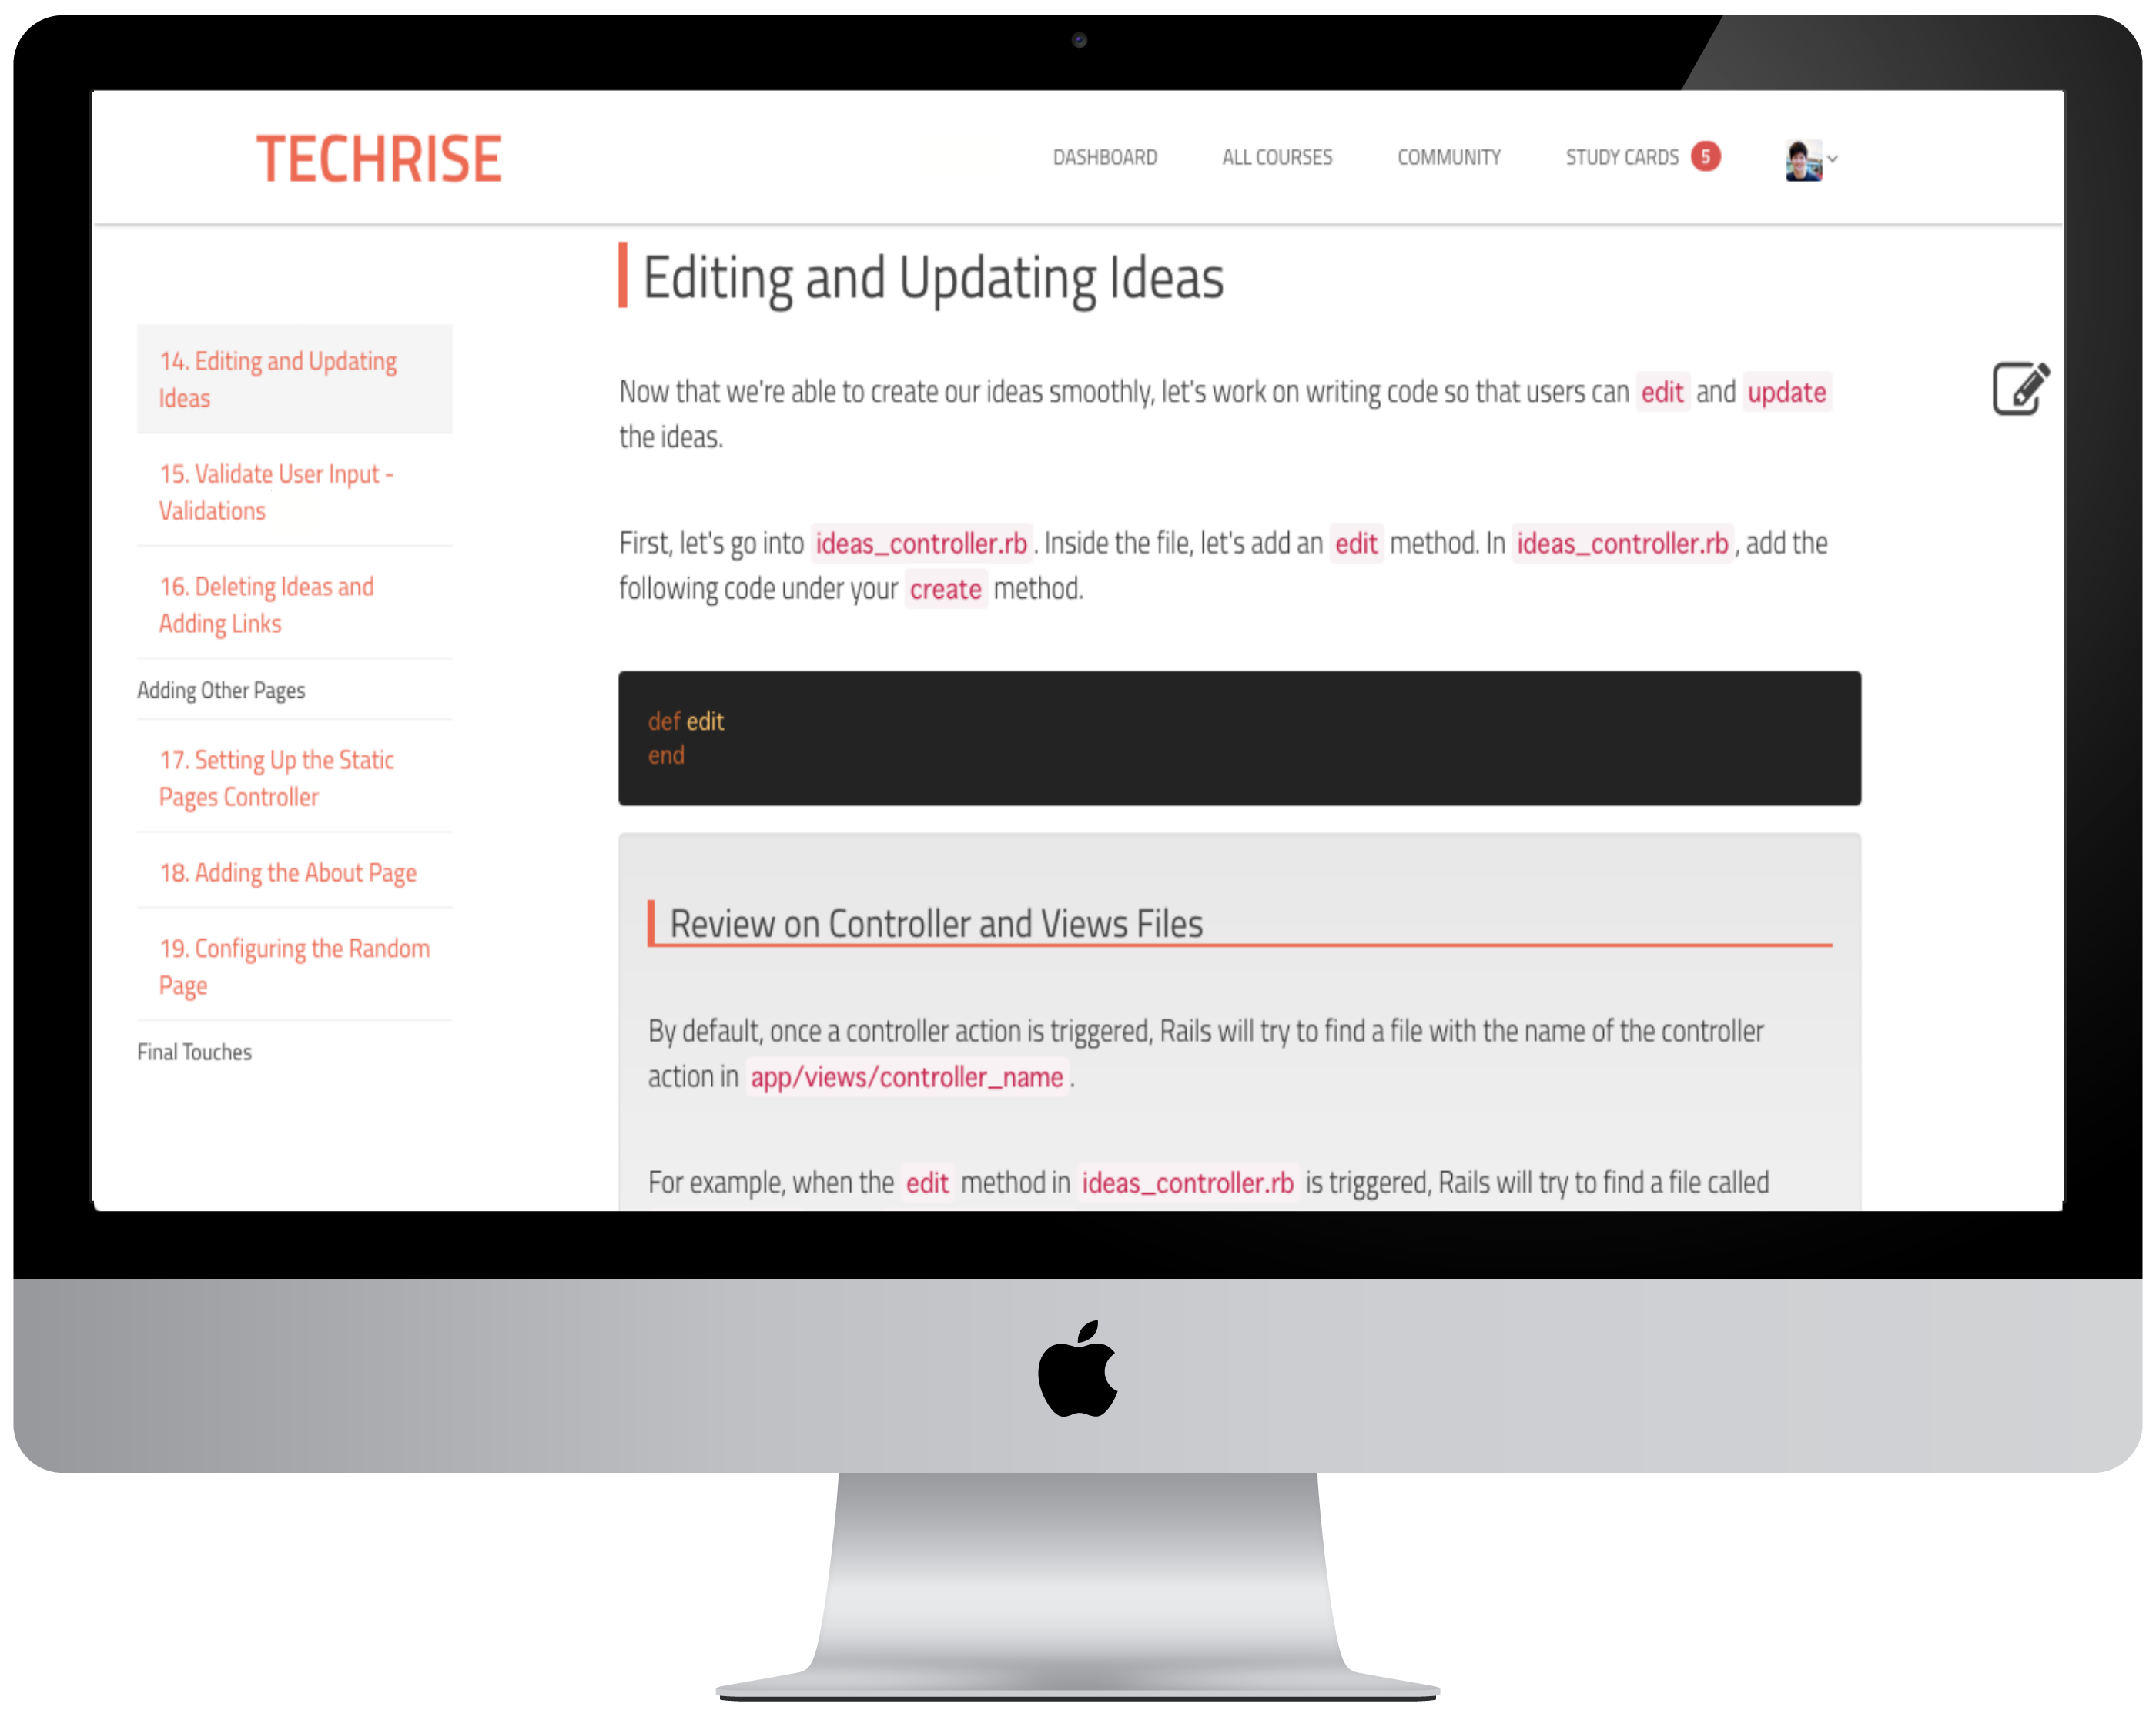 TECHRISE
DASHBOARD ALL COURSES COMMUNITY STUDY CARDS 5
14. Editing and Updating
Ideas
15. Validate User Input -
Validations
16. Deleting Ideas and
Adding Links
Adding Other Pages
17. Setting Up the Static
Pages Controller
18. Adding the About Page
19. Configuring the Random
Page
Final Touches
Editing and Updating Ideas
Now that we're able to create our ideas smoothly, let's work on writing code so that users can edit and update
the ideas.
First, let's go into ideas_controller.rb. Inside the file, let's add an edit method. In ideas_controller.rb, add the
following code under your create method.
def edit
end
Review on Controller and Views Files
By default, once a controller action is triggered, Rails will try to find a file with the name of the controller
action in app/views/controller_name.
For example, when the edit method in ideas_controller.rb is triggered, Rails will try to find a file called